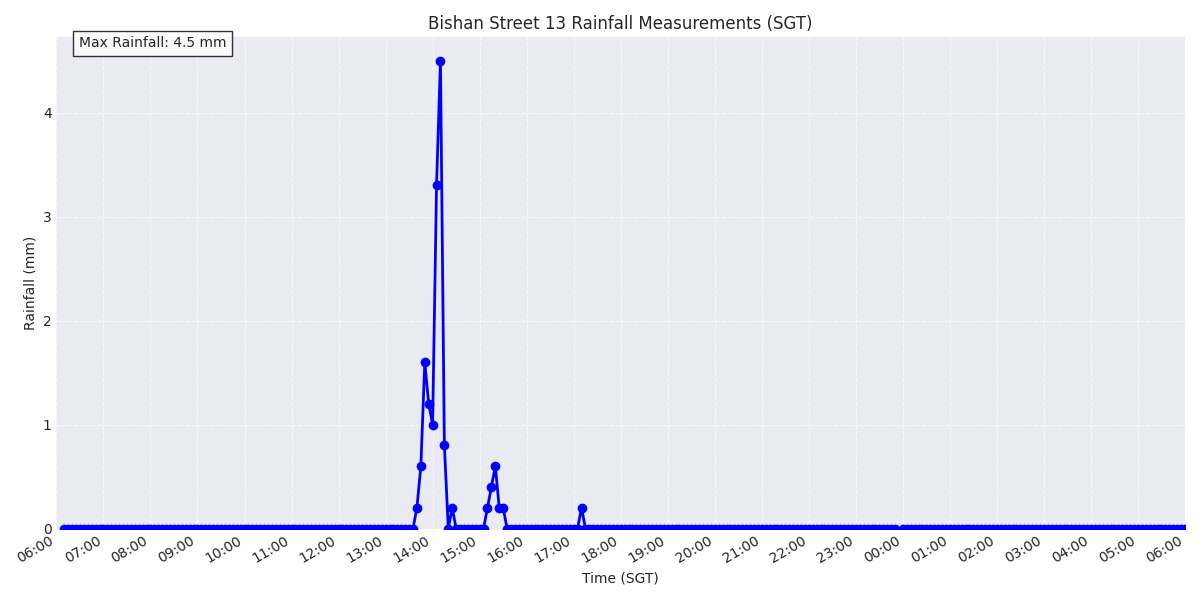 Bishan Street 13 Rainfall Measurements (SGT)
Max Rainfall: 4.5 mm
4
3
2
1
0
Rainfall (mm)
06:00 07:00 08:00 09:00 10:00 11:00 12:00 13:00 14:00 15:00 16:00 17:00 18:00 19:00 20:00 21:00 22:00 23:00 00:00 01:00 02:00 03:00 04:00 05:00 06:00
Time (SGT)